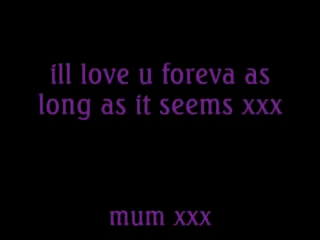 ill love u foreva as
long as it seems xxx
mum xxx